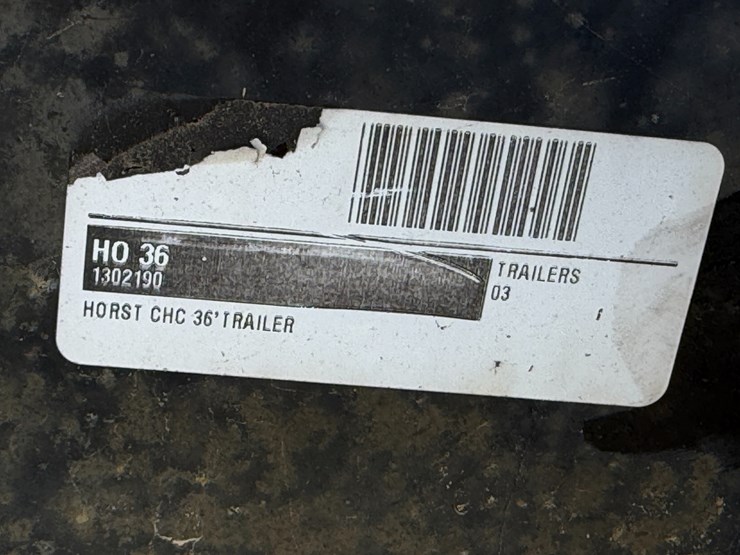 HO 36
1302190
HORST CHC 36' TRAILER
TRAILERS
03